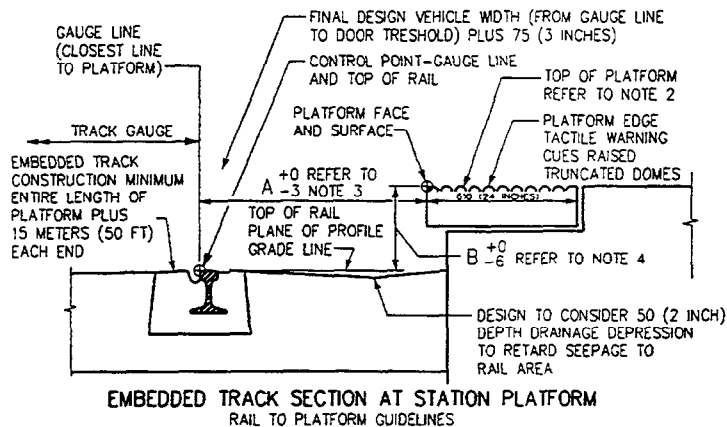 GAUGE LINE
(CLOSEST LINE
TO PLATFORM)
FINAL DESIGN VEHICLE WIDTH (FROM GAUGE LINE
TO DOOR TRESHOLD) PLUS 75 (3 INCHES)
CONTROL POINT-GAUGE LINE
AND TOP OF RAIL
TOP OF PLATFORM
REFER TO NOTE 2
PLATFORM FACE
AND SURFACE
PLATFORM EDGE
TACTILE WARNING
CUES RAISED
TRUNCATED DOMES
TRACK GAUGE
EMBEDDED TRACK
CONSTRUCTION MINIMUM
ENTIRE LENGTH OF
PLATFORM PLUS
15 METERS (50 FT)
EACH END
A +0 -3 REFER TO NOTE 3
610 (24 INCHES)
TOP OF RAIL
PLANE OF PROFILE
GRADE LINE
B +0 -6 REFER TO NOTE 4
DESIGN TO CONSIDER 50 (2 INCH)
DEPTH DRAINAGE DEPRESSION
TO RETARD SEEPAGE TO
RAIL AREA
EMBEDDED TRACK SECTION AT STATION PLATFORM
RAIL TO PLATFORM GUIDELINES